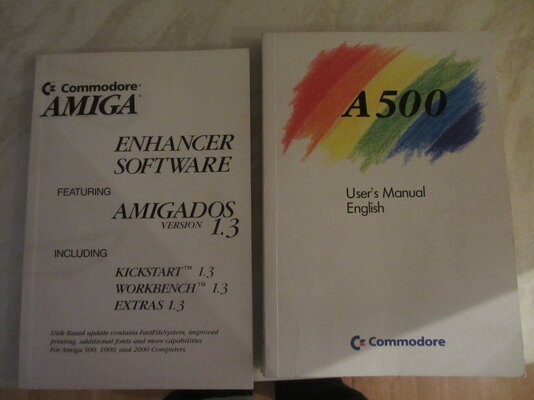 Commodore
AMIGA
ENHANCER
SOFTWARE
FEATURING
AMIGADOS
VERSION 1.3
INCLUDING
KICKSTART™ 1.3
WORKBENCH™ 1.3
EXTRAS 1.3
Disk-Based update contains FastFileSystem, improved
printing, additional fonts and more capabilities
For Amiga 500, 1000, and 2000 Computers
A500
User's Manual
English
Commodore